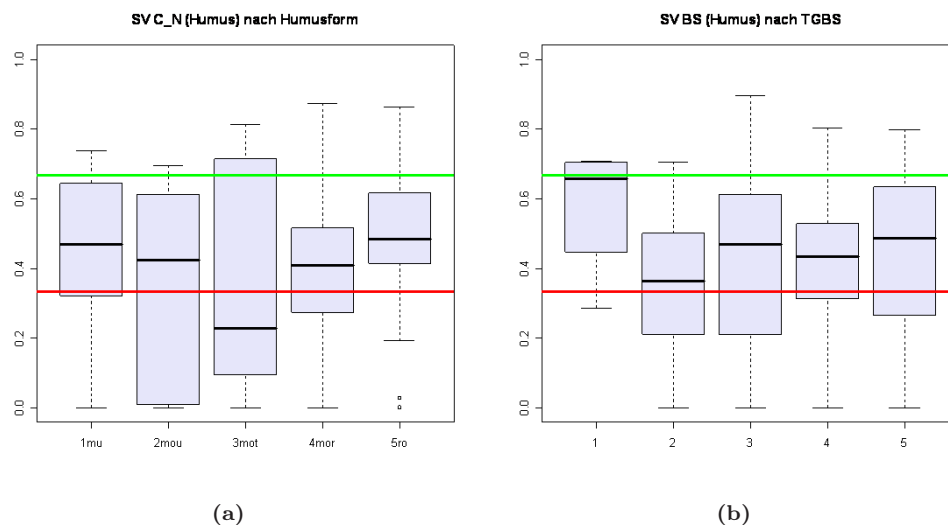 SV C_N (Humus) nach Humusform
1.0
0.8
0.6
0.4
0.2
0.0
1mu 2mou 3mot 4mor 5ro
(a)
SV BS (Humus) nach TGBS
1.0
0.8
0.6
0.4
0.2
0.0
1 2 3 4 5
(b)